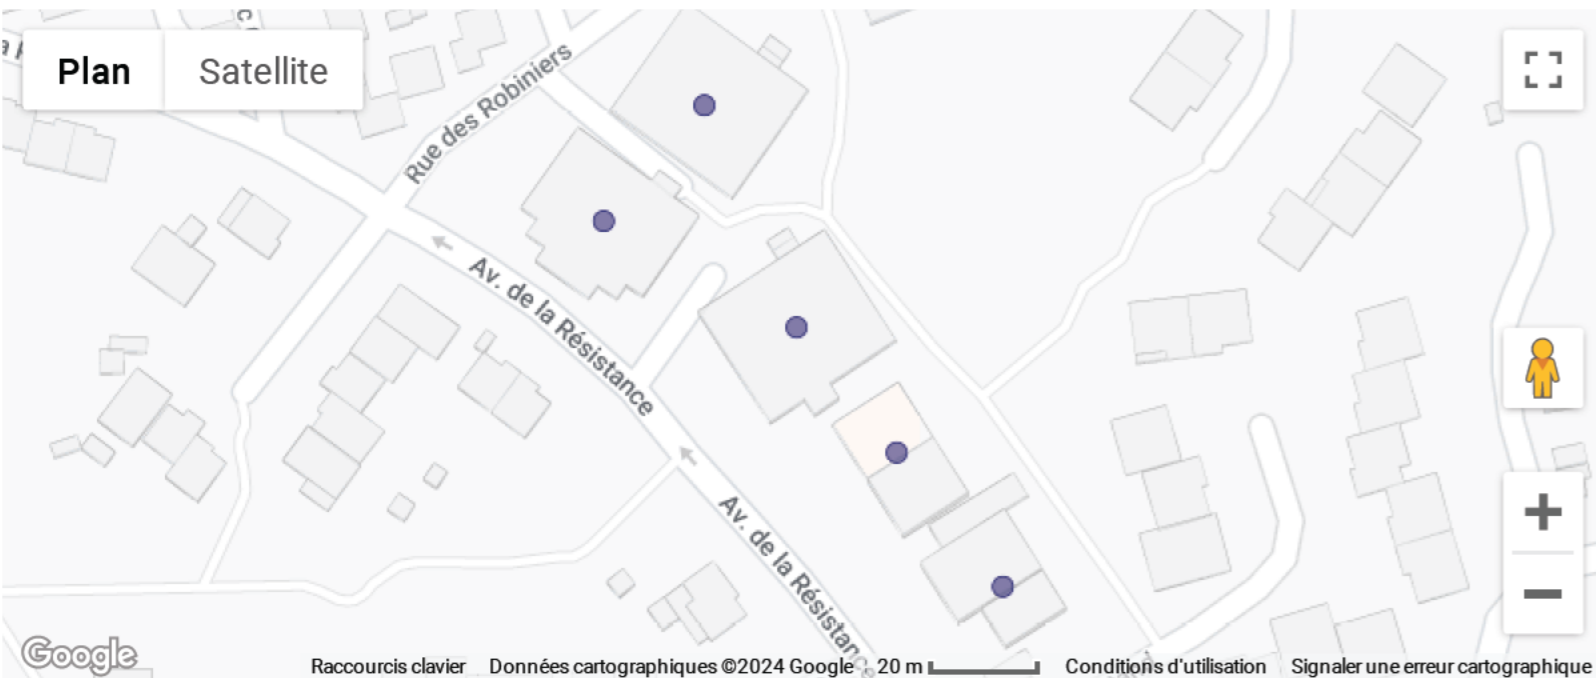 Plan
Satellite
Rue des Robiniers
Av. de la Résistance
Av. de la Résistance
Google
Raccourcis clavier
Données cartographiques ©2024 Google
20 m
Conditions d'utilisation
Signaler une erreur cartographique